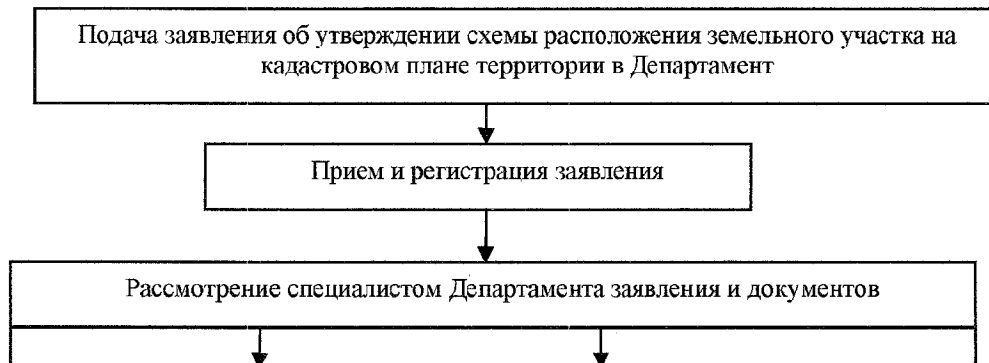 Подача заявления об утверждении схемы расположения земельного участка на
кадастровом плане территории в Департамент
Прием и регистрация заявления
Рассмотрение специалистом Департамента заявления и документов